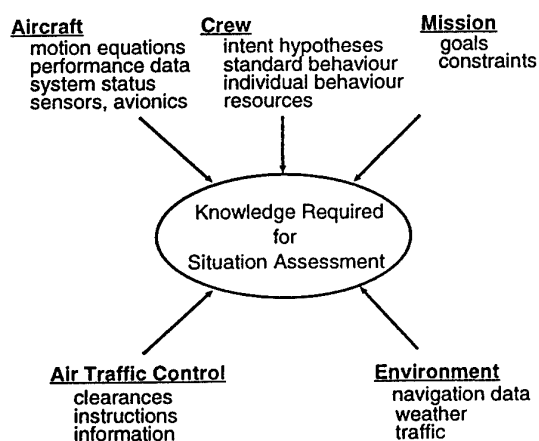 Aircraft
motion equations
performance data
system status
sensors, avionics
Crew
intent hypotheses
standard behaviour
individual behaviour
resources
Mission
goals
constraints
Knowledge Required
for
Situation Assessment
Air Traffic Control
clearances
instructions
information
Environment
navigation data
weather
traffic